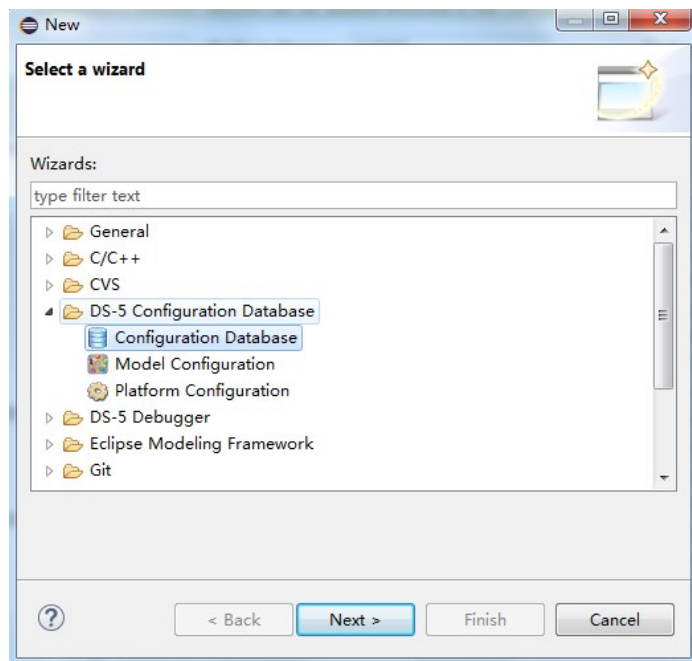 New
Select a wizard
Wizards:
type filter text
General
C/C++
CVS
DS-5 Configuration Database
Configuration Database
Model Configuration
Platform Configuration
DS-5 Debugger
Eclipse Modeling Framework
Git
? < Back Next > Finish Cancel